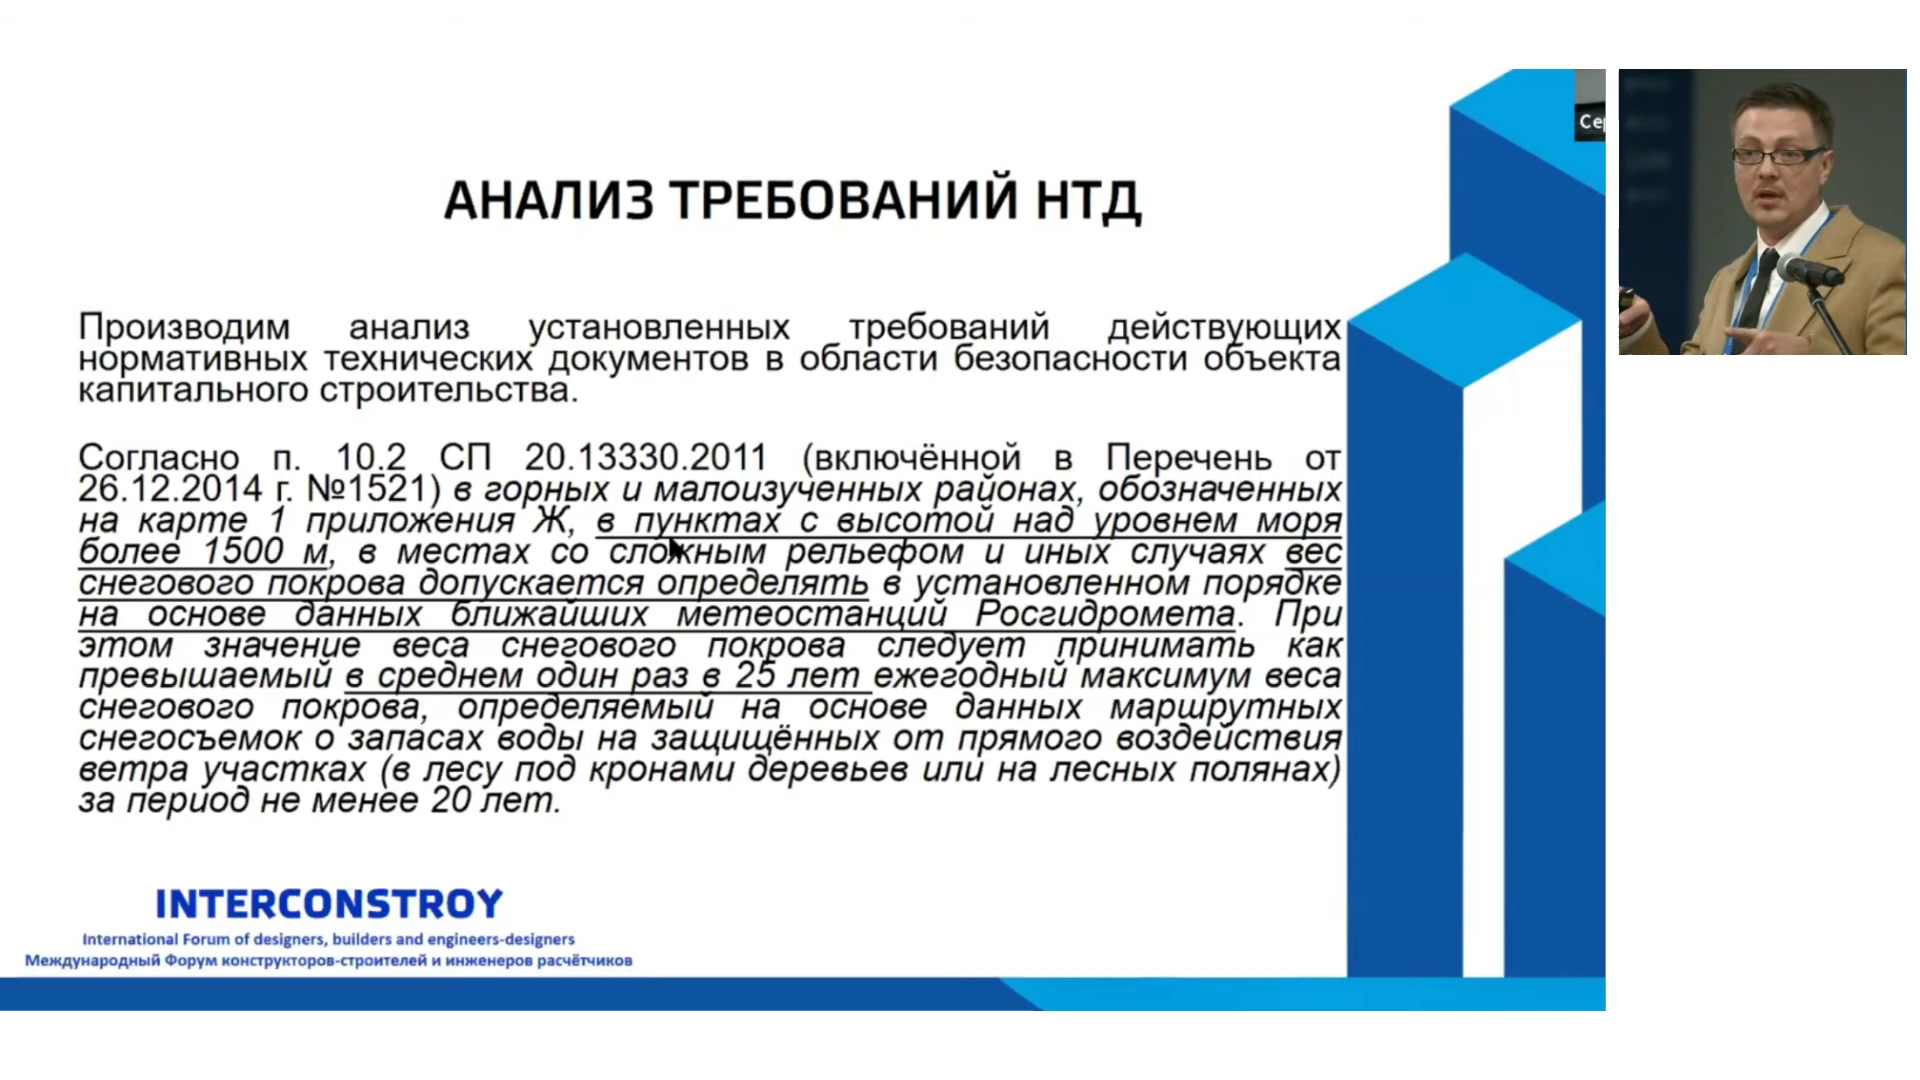 АНАЛИЗ ТРЕБОВАНИЙ НТД
Производим анализ установленных требований действующих
нормативных технических документов в области безопасности объекта
капитального строительства.
Согласно п. 10.2 СП 20.13330.2011 (включённой в Перечень от
26.12.2014 г. №1521) в горных и малоизученных районах, обозначенных
на карте 1 приложения Ж, в пунктах с высотой над уровнем моря
более 1500 м, в местах со сложным рельефом и иных случаях вес
снегового покрова допускается определять в установленном порядке
на основе данных ближайших метеостанций Росгидромета. При
этом значение веса снегового покрова следует принимать как
превышаемый в среднем один раз в 25 лет ежегодный максимум веса
снегового покрова, определяемый на основе данных маршрутных
снегосъемок о запасах воды на защищённых от прямого воздействия
ветра участках (в лесу под кронами деревьев или на лесных полянах)
за период не менее 20 лет.
INTERCONSTROY
International Forum of designers, builders and engineers-designers
Международный Форум конструкторов-строителей и инженеров расчётчиков